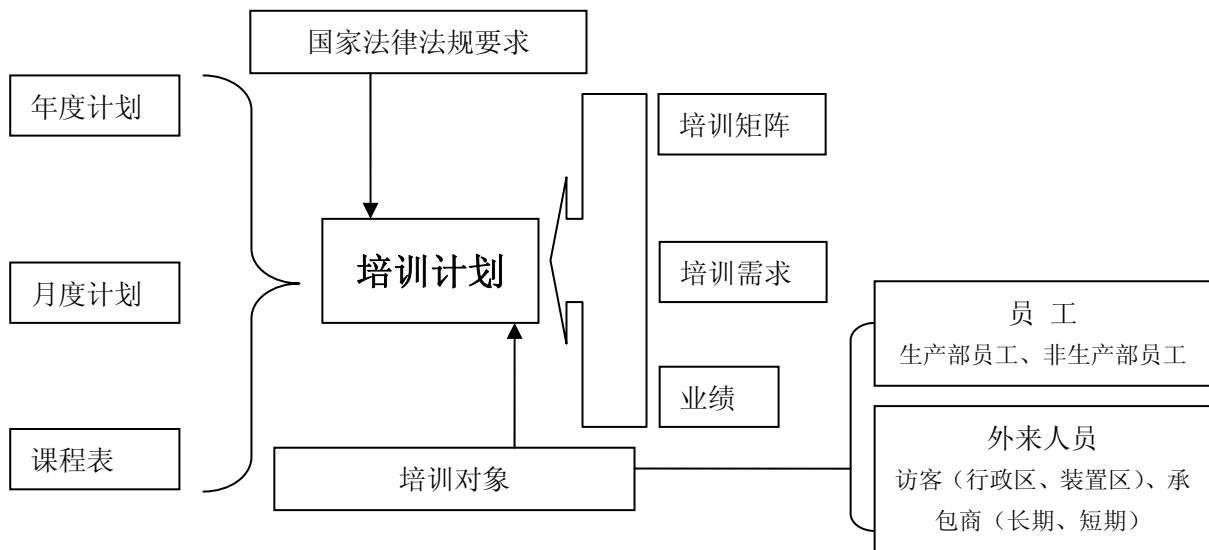 国家法律法规要求
年度计划
培训矩阵
培训计划
培训需求
月度计划
员 工
生产部员工、非生产部员工
业绩
外来人员
访客（行政区、装置区）、承
包商（长期、短期）
课程表
培训对象